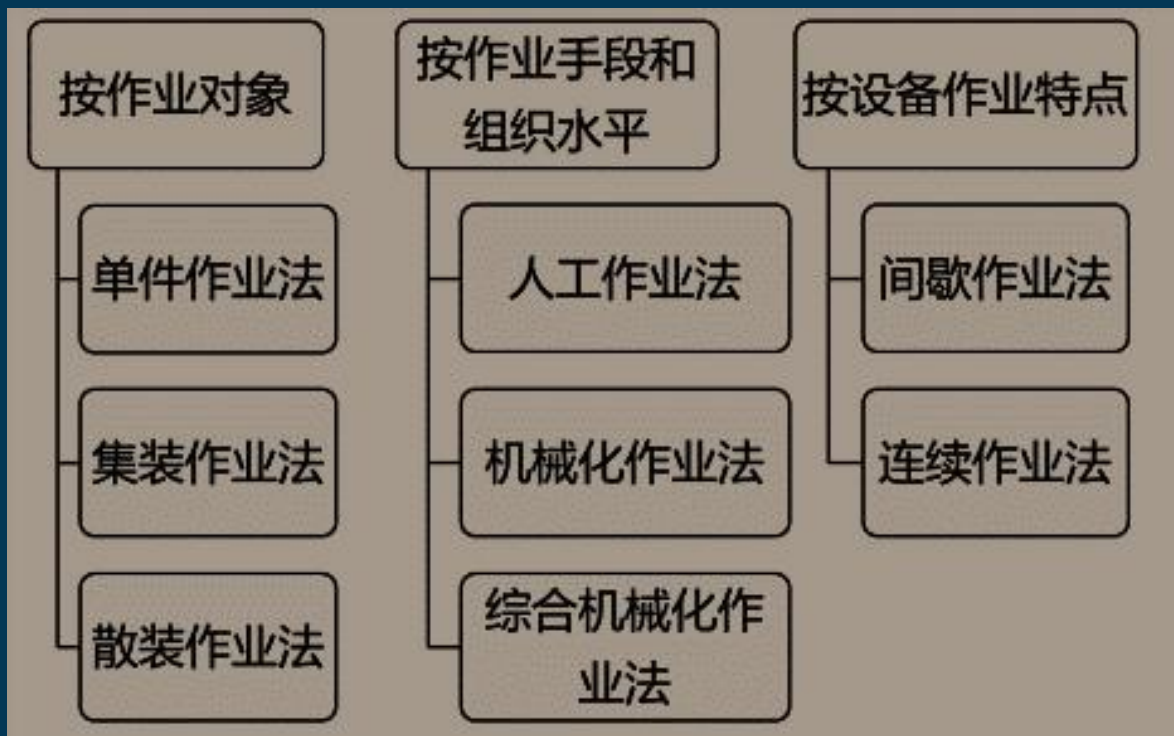 按作业对象
单件作业法
集装作业法
散装作业法
按作业手段和
组织水平
人工作业法
机械化作业法
综合机械化作
业法
按设备作业特点
间歇作业法
连续作业法